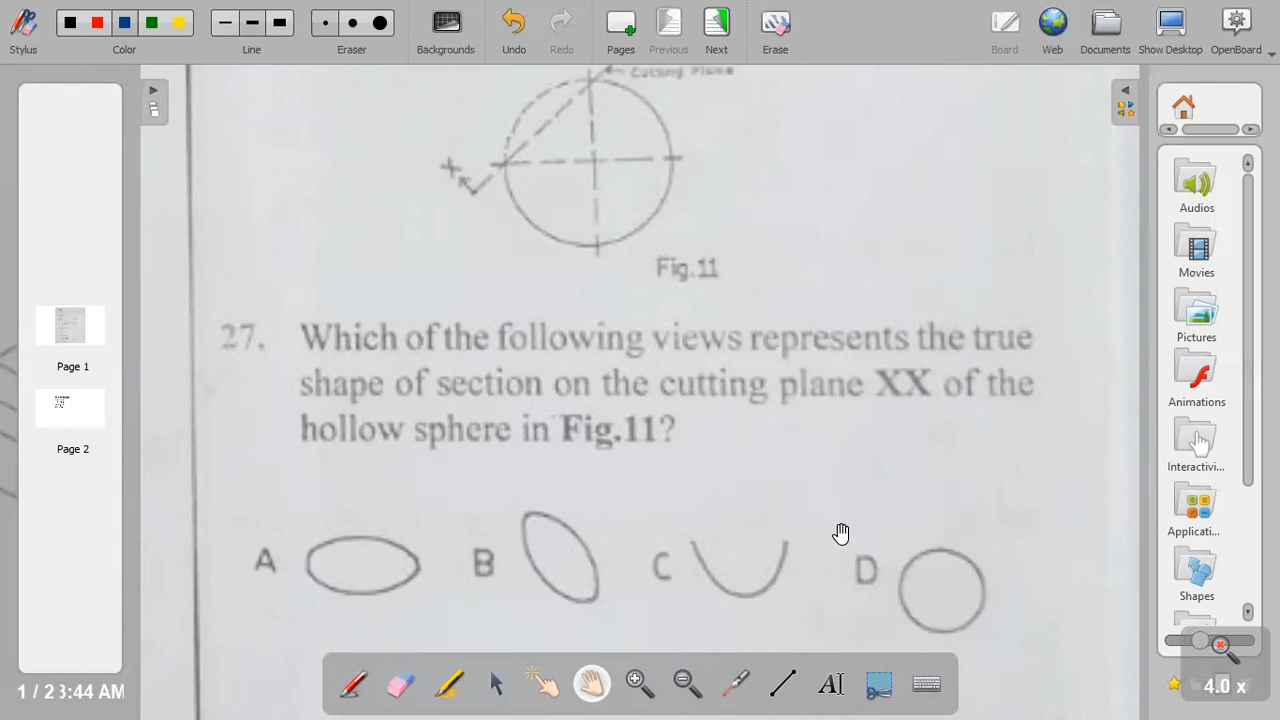 Stylus
Color
Line
Eraser
Backgrounds
Undo
Redo
Pages
Previous
Next
Erase
Board
Web
Documents
Show Desktop
OpenBoard
Cutting Plane
X
Fig.11
27. Which of the following views represents the true
shape of section on the cutting plane XX of the
hollow sphere in Fig.11?
A
B
C
D
Page 1
Page 2
1 / 2 3:44 AM
Audios
Movies
Pictures
Animations
Interactivi...
Applicati...
Shapes
4.0 x